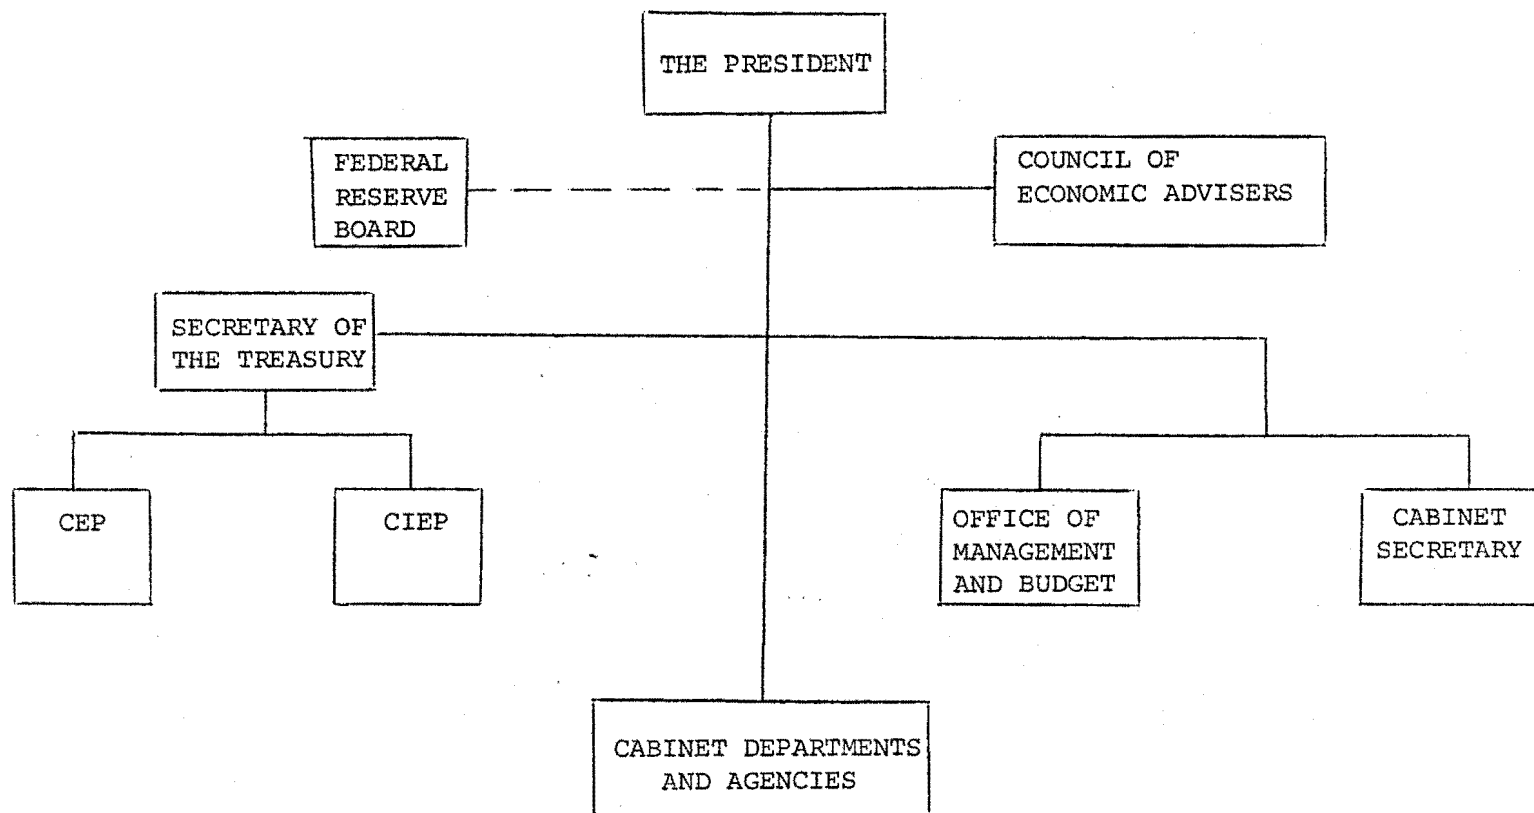 THE PRESIDENT
FEDERAL
RESERVE
BOARD
COUNCIL OF
ECONOMIC ADVISERS
SECRETARY OF
THE TREASURY
CEP
CIEP
OFFICE OF
MANAGEMENT
AND BUDGET
CABINET
SECRETARY
CABINET DEPARTMENTS
AND AGENCIES